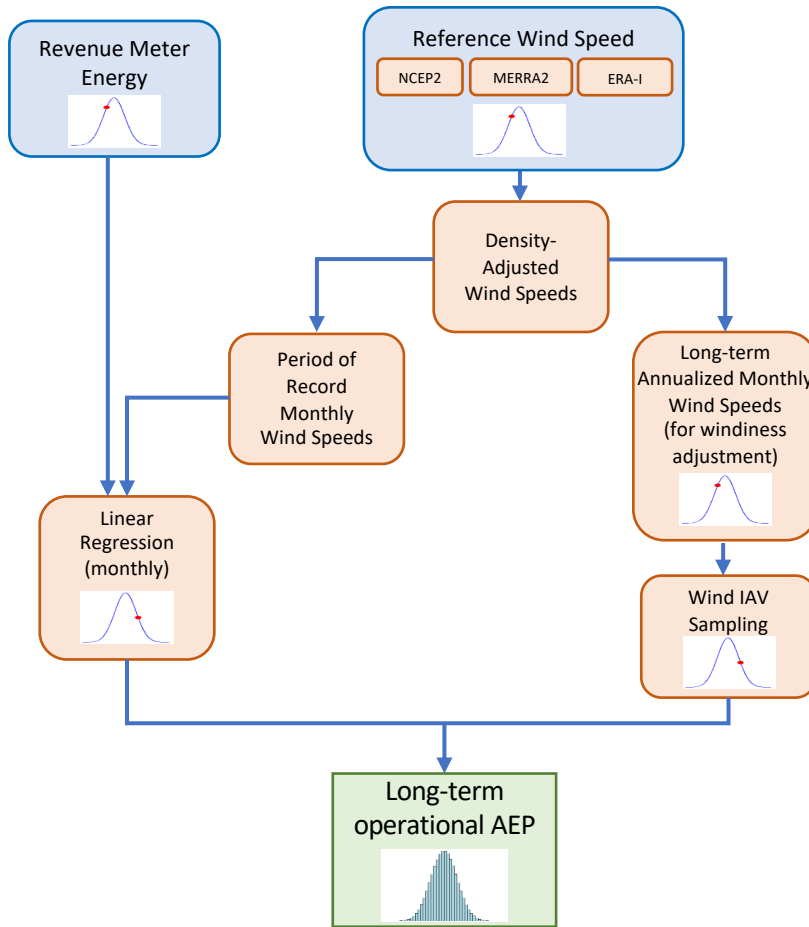 Revenue Meter
Energy
Reference Wind Speed
NCEP2
MERRA2
ERA-I
Density-
Adjusted
Wind Speeds
Period of
Record
Monthly
Wind Speeds
Long-term
Annualized Monthly
Wind Speeds
(for windiness
adjustment)
Linear
Regression
(monthly)
Wind IAV
Sampling
Long-term
operational AEP